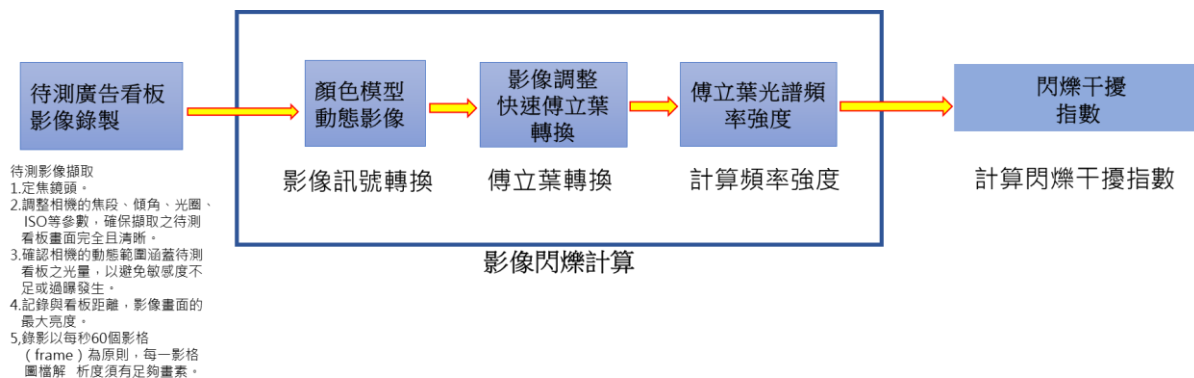 待測廣告看板
影像錄製
顏色模型
動態影像
影像調整
快速傅立葉
轉換
傅立葉光譜頻
率強度
閃爍干擾
指數
影像訊號轉換
傅立葉轉換
計算頻率強度
計算閃爍干擾指數
影像閃爍計算
待測影像擷取
1.定焦鏡頭。
2.調整相機的焦段、傾角、光圈、
ISO等參數，確保擷取之待測
看板畫面完全且清晰。
3.確認相機的動態範圍涵蓋待測
看板之光量，以避免敏感度不
足或過曝發生。
4.記錄與看板距離，影像畫面的
最大亮度。
5,錄影以每秒60個影格
（frame）為原則，每一影格
圖檔解 析度須有足夠畫素。